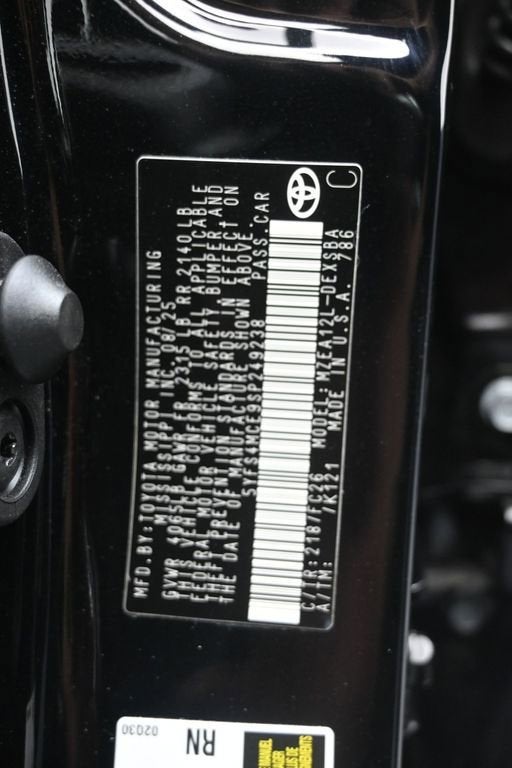 MFD.BY:TOYOTA MOTOR MANUFACTURING
MISSISSIPPI INC. 08/25
GVWR 4065LB GAWR FR 2315 LB RR 2140 LB
THIS VEHICLE CONFORMS TO ALL APPLICABLE
FEDERAL MOTOR VEHICLE SAFETY, BUMPER AND
THEFT PREVENTION STANDARDS IN EFFECT ON
THE DATE OF MANUFACTURE SHOWN ABOVE.
5YFS4MCE9SP249238 PASS. CAR
C/TR:218/FC26 MODEL:MZEA12L-DEXSBA
A/TM: /K121 MADE IN U.S.A. 786
C
02030
RN